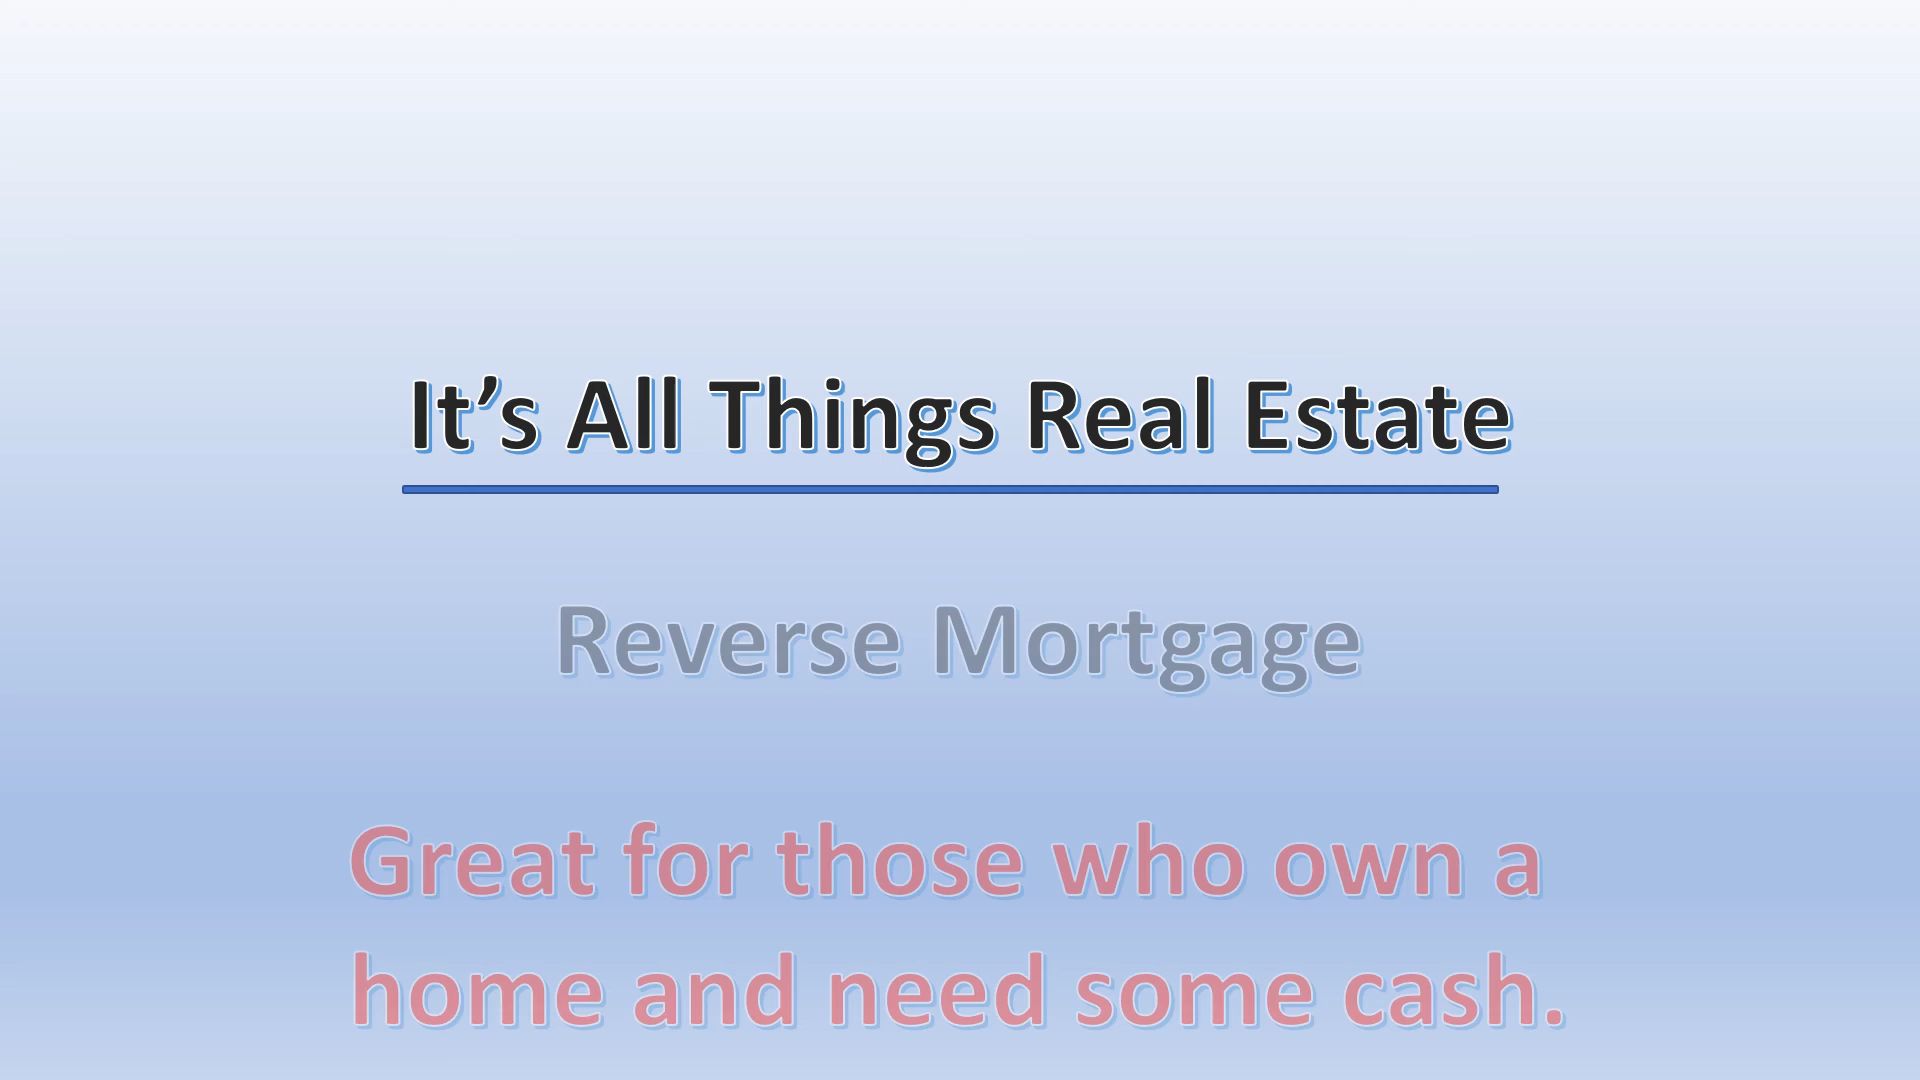 It’s All Things Real Estate
Reverse Mortgage
Great for those who own a
home and need some cash.